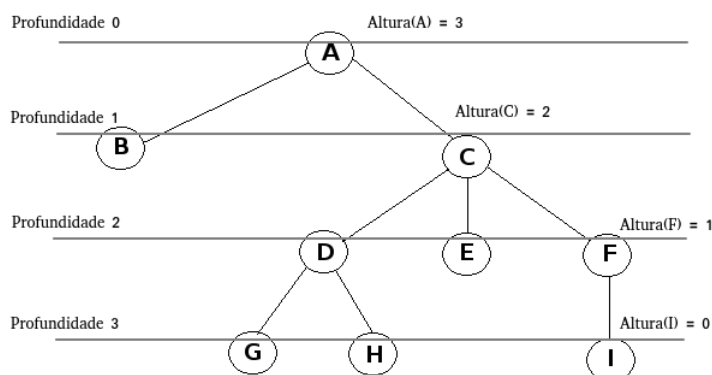 Profundidade 0
Altura(A) = 3
A
Profundidade 1
Altura(C) = 2
B
C
Profundidade 2
Altura(F) = 1
D
E
F
Profundidade 3
Altura(I) = 0
G
H
I